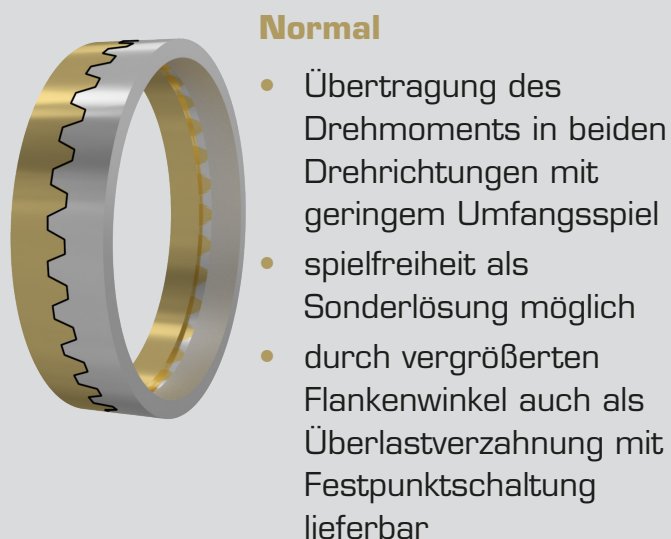 Normal
• Übertragung des
Drehmoments in beiden
Drehrichtungen mit
geringem Umfangsspiel
• spielfreiheit als
Sonderlösung möglich
• durch vergrößerten
Flankenwinkel auch als
Überlastverzahnung mit
Festpunktschaltung
lieferbar